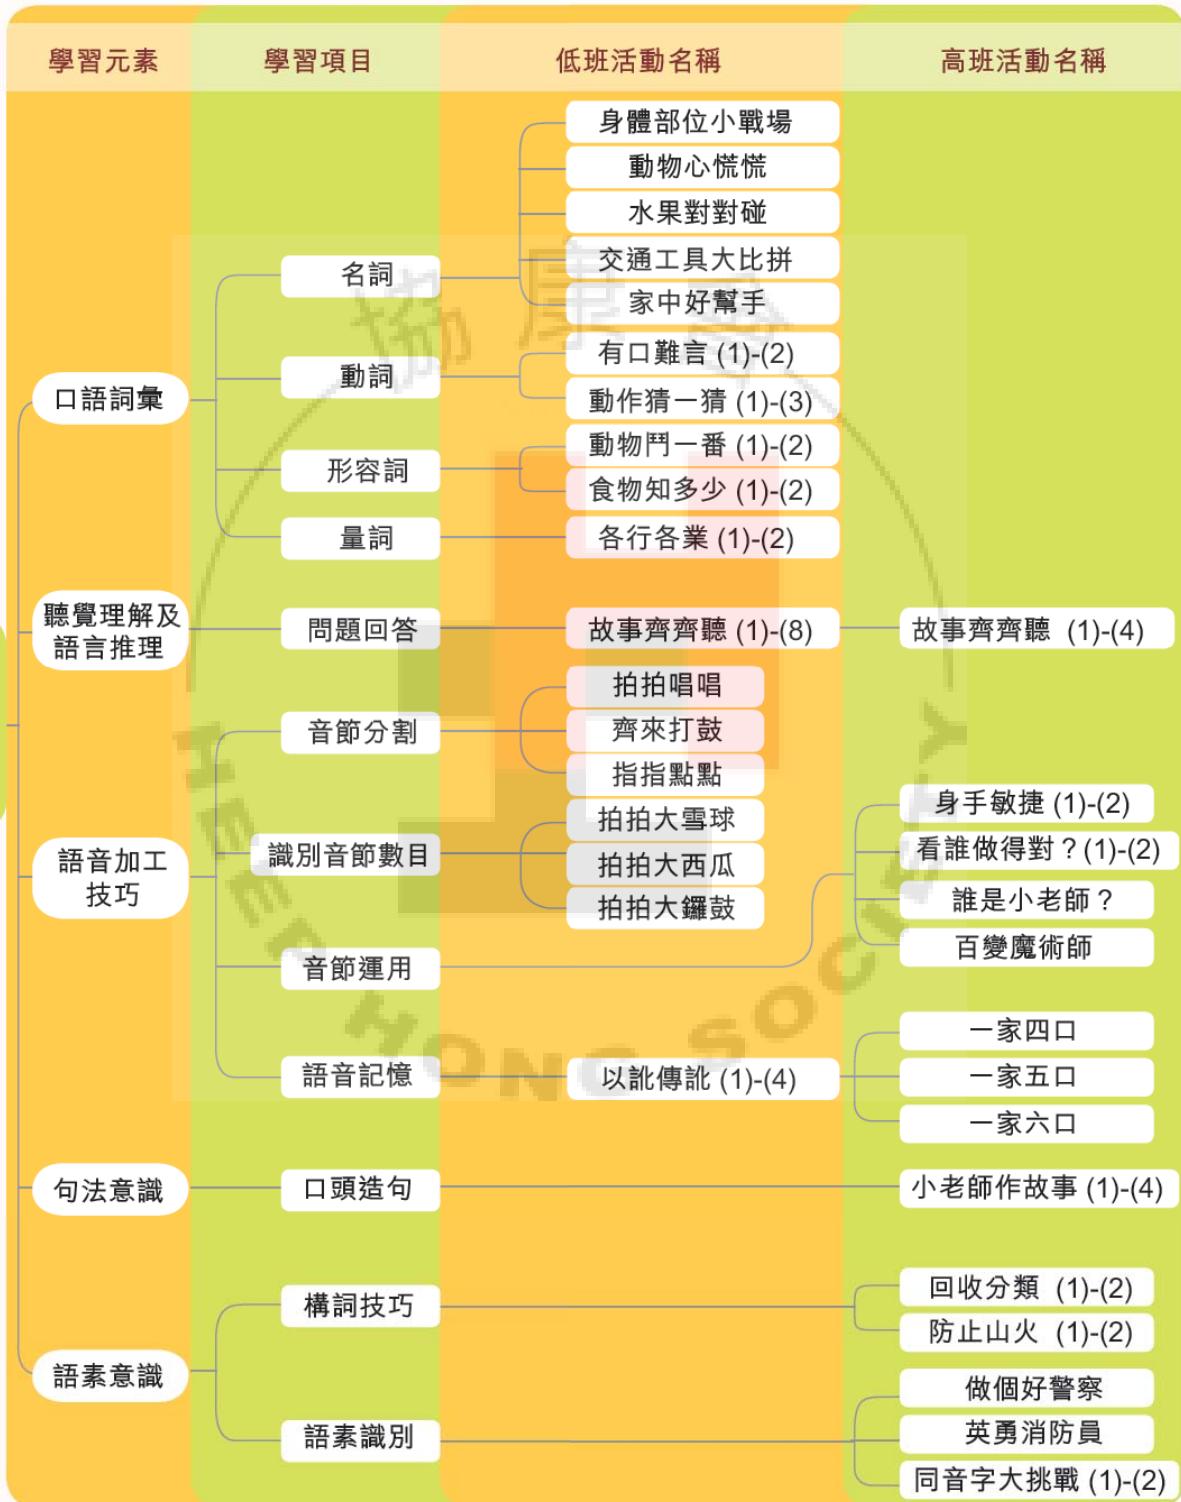 學習元素
學習項目
低班活動名稱
高班活動名稱
口語詞彙
名詞
身體部位小戰場
動物心慌慌
水果對對碰
交通工具大比拼
家中好幫手
動詞
有口難言 (1)-(2)
動作猜一猜 (1)-(3)
形容詞
動物鬥一番 (1)-(2)
食物知多少 (1)-(2)
量詞
各行各業 (1)-(2)
聽覺理解及
語言推理
問題回答
故事齊齊聽 (1)-(8)
故事齊齊聽 (1)-(4)
語音加工
技巧
音節分割
拍拍唱唱
齊來打鼓
指指點點
識別音節數目
拍拍大雪球
拍拍大西瓜
拍拍大鑼鼓
音節運用
身手敏捷 (1)-(2)
看誰做得對？(1)-(2)
誰是小老師？
百變魔術師
語音記憶
以訛傳訛 (1)-(4)
一家四口
一家五口
一家六口
句法意識
口頭造句
小老師作故事 (1)-(4)
語素意識
構詞技巧
回收分類 (1)-(2)
防止山火 (1)-(2)
語素識別
做個好警察
英勇消防員
同音字大挑戰 (1)-(2)
協康會
HEEP HONG SOCIETY